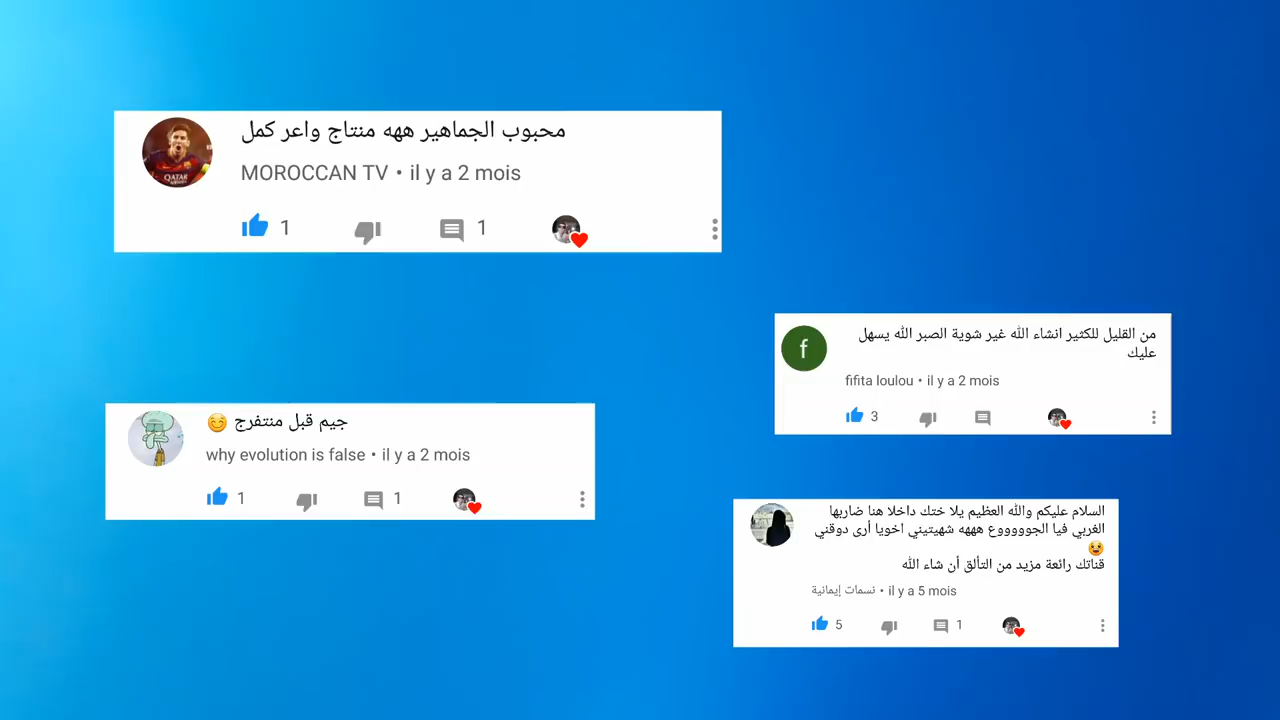 محبوب الجماهير ههه منتاج واعر كمل
MOROCCAN TV • il y a 2 mois
1 1
QATAR
من القليل للكثير انشاء الله غير شوية الصبر الله يسهل
عليك
f
fifita loulou • il y a 2 mois
3
جيم قبل منتفرج 😊
why evolution is false • il y a 2 mois
1 1
السلام عليكم والله العظيم يلا ختك داخلا هنا ضاربها
الغربي فيا الجووووووع هههه شهيتيني اخويا أرى دوقني
😢
قناتك رائعة مزيد من التألق أن شاء الله
نسمات إيمانية • il y a 5 mois
5 1